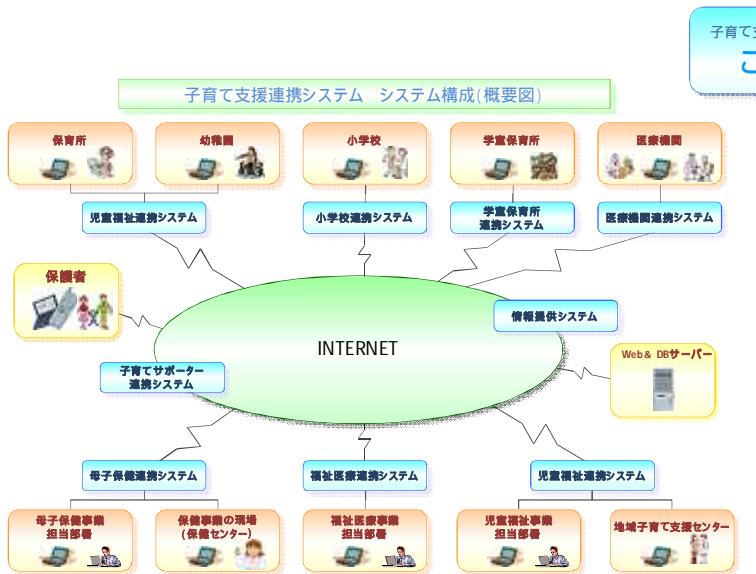 子育て支
こ
子育て支援連携システム　システム構成(概要図)
保育所
幼稚園
小学校
学童保育所
医療機関
児童福祉連携システム
小学校連携システム
学童保育所
連携システム
医療機関連携システム
保護者
情報提供システム
INTERNET
Web& DBサーバー
子育てサポーター
連携システム
母子保健連携システム
福祉医療連携システム
児童福祉連携システム
母子保健事業
担当部署
保健事業の現場
(保健センター)
福祉医療事業
担当部署
児童福祉事業
担当部署
地域子育て支援センター